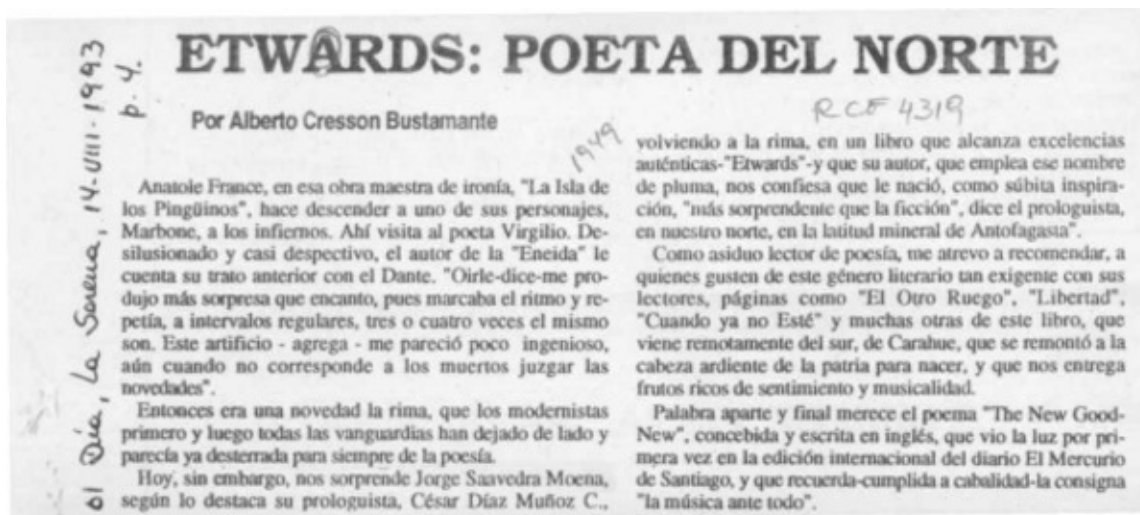 ETWARDS: POETA DEL NORTE
Por Alberto Cresson Bustamante
Anatole France, en esa obra maestra de ironía, "La Isla de
los Pingüinos", hace descender a uno de sus personajes,
Marbone, a los infiernos. Ahí visita al poeta Virgilio. De-
silusionado y casi despectivo, el autor de la "Eneida" le
cuenta su trato anterior con el Dante. "Oirle-dice-me pro-
dujo más sorpresa que encanto, pues marcaba el ritmo y re-
petía, a intervalos regulares, tres o cuatro veces el mismo
son. Este artificio - agrega - me pareció poco ingenioso,
aún cuando no corresponde a los muertos juzgar las
novedades".
Entonces era una novedad la rima, que los modernistas
primero y luego todas las vanguardias han dejado de lado y
parecía ya desterrada para siempre de la poesía.
Hoy, sin embargo, nos sorprende Jorge Saavedra Moena,
según lo destaca su prologuista, César Díaz Muñoz C.,
volviendo a la rima, en un libro que alcanza excelencias
auténticas-"Etwards"-y que su autor, que emplea ese nombre
de pluma, nos confiesa que le nació, como súbita inspira-
ción, "más sorprendente que la ficción", dice el prologuista,
en nuestro norte, en la latitud mineral de Antofagasta".
Como asiduo lector de poesía, me atrevo a recomendar, a
quienes gusten de este género literario tan exigente con sus
lectores, páginas como "El Otro Ruego", "Libertad",
"Cuando ya no Esté" y muchas otras de este libro, que
viene remotamente del sur, de Carahue, que se remontó a la
cabeza ardiente de la patria para nacer, y que nos entrega
frutos ricos de sentimiento y musicalidad.
Palabra aparte y final merece el poema "The New Good-
New", concebida y escrita en inglés, que vio la luz por pri-
mera vez en la edición internacional del diario El Mercurio
de Santiago, y que recuerda-cumplida a cabalidad-la consigna
"la música ante todo".
RCF 4319
1949
El Día, La Serena, 14-VIII-1993
p. 4.